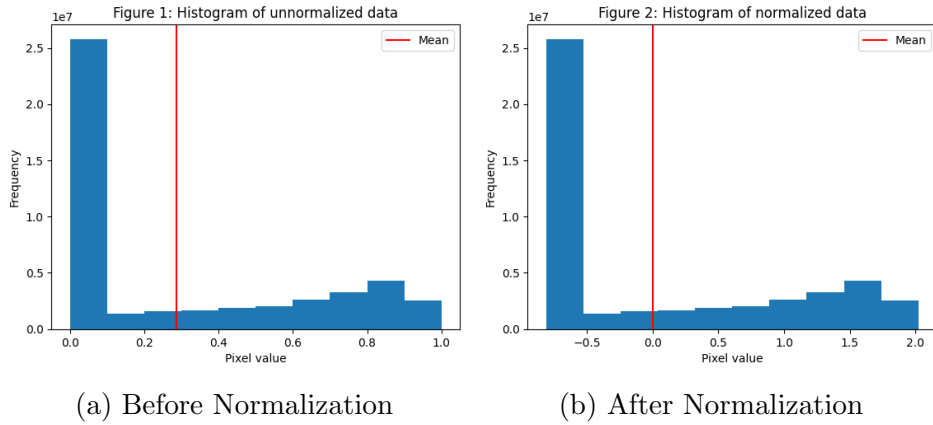 Figure 1: Histogram of unnormalized data
1e7
Mean
2.5
2.0
1.5
1.0
0.5
0.0
Frequency
0.0 0.2 0.4 0.6 0.8 1.0
Pixel value
(a) Before Normalization
Figure 2: Histogram of normalized data
1e7
Mean
2.5
2.0
1.5
1.0
0.5
0.0
Frequency
−0.5 0.0 0.5 1.0 1.5 2.0
Pixel value
(b) After Normalization